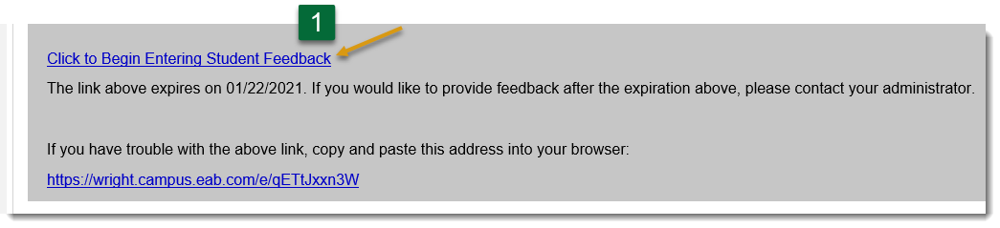 1
Click to Begin Entering Student Feedback
The link above expires on 01/22/2021. If you would like to provide feedback after the expiration above, please contact your administrator.
If you have trouble with the above link, copy and paste this address into your browser:
https://wright.campus.eab.com/e/qETtJxxn3W